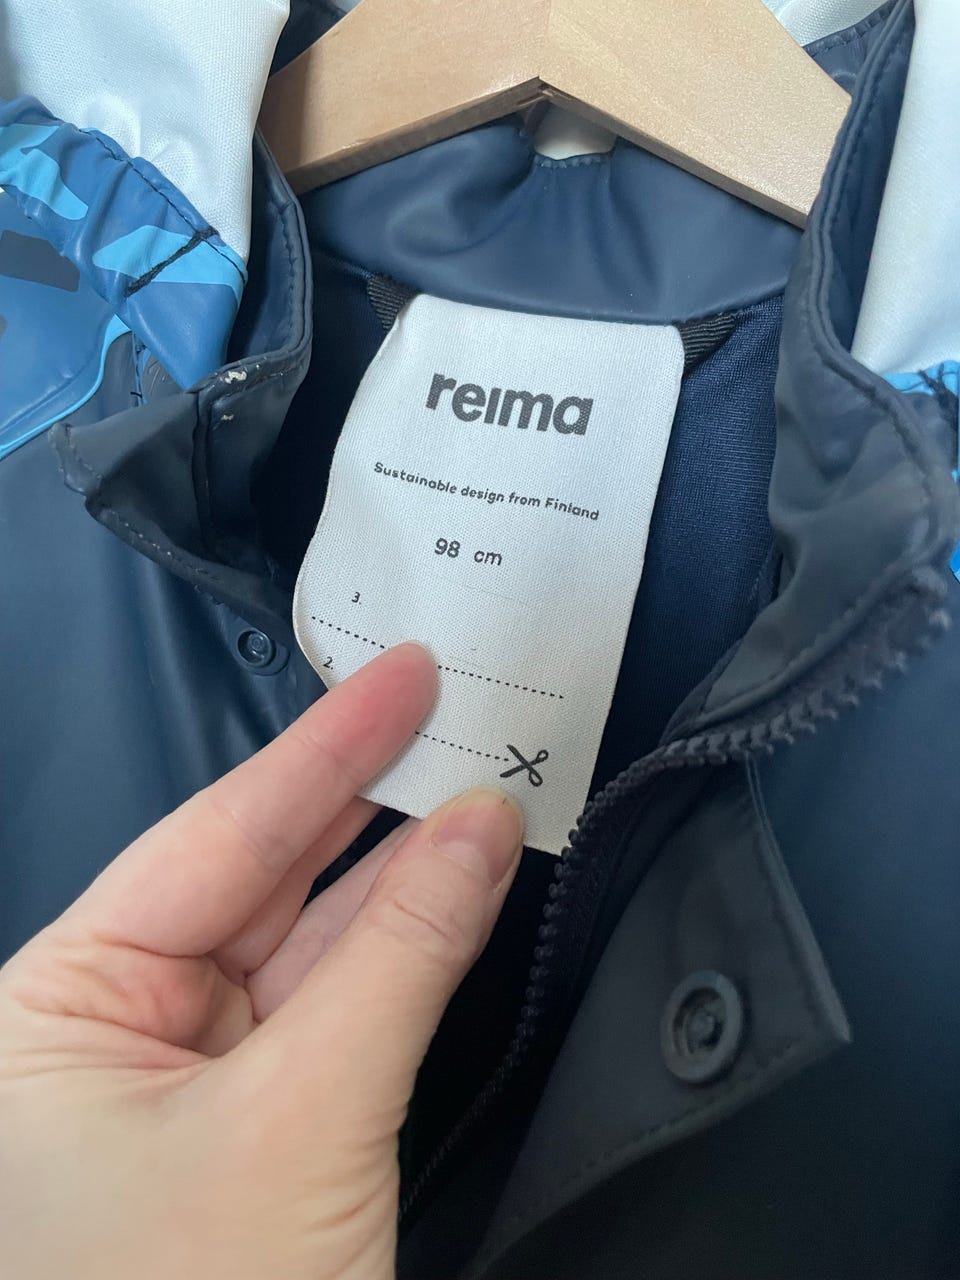 reima
Sustainable design from Finland
98 cm
3.
2.